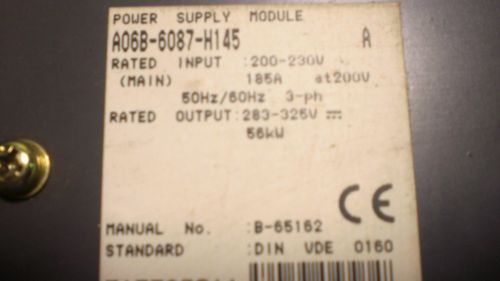 POWER SUPPLY MODULE
A06B-6087-H145 A
RATED INPUT :200-230V
(MAIN) 185A at200V
50Hz/60Hz 3-ph
RATED OUTPUT:283-325V
56kW
CE
MANUAL No. :B-65162
STANDARD :DIN VDE 0160